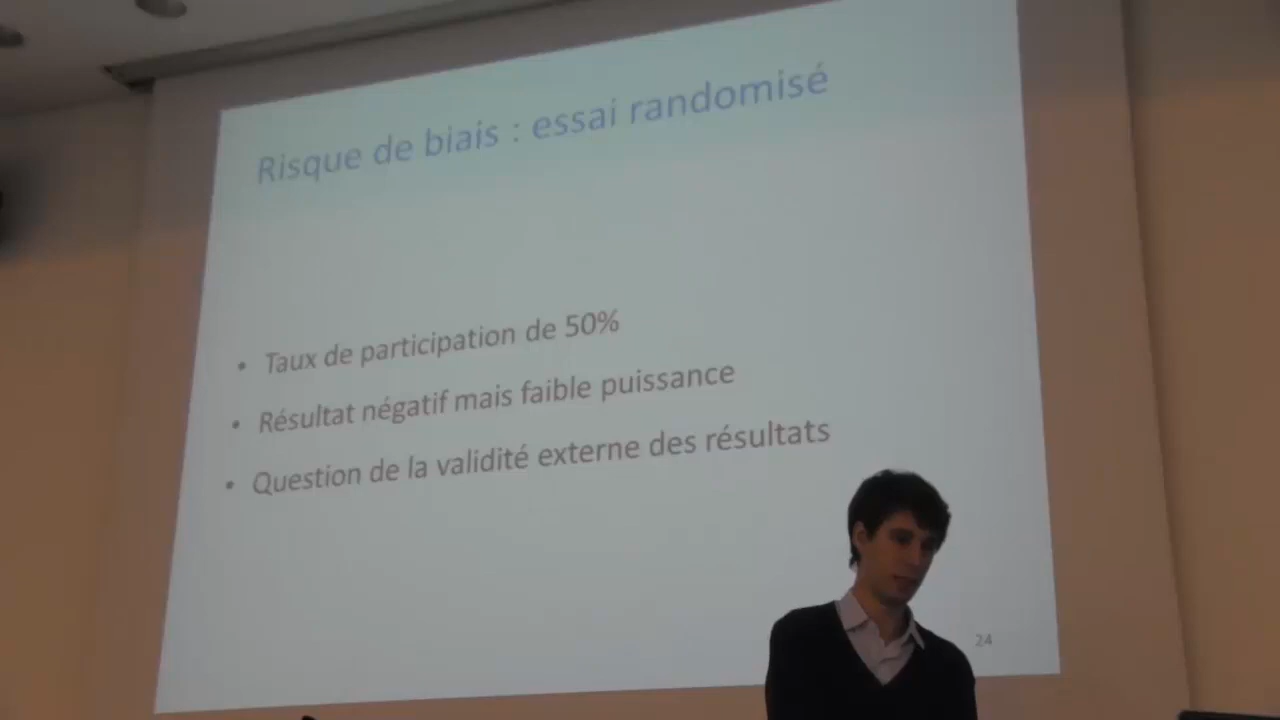 Risque de biais : essai randomisé
• Taux de participation de 50%
• Résultat négatif mais faible puissance
• Question de la validité externe des résultats
24